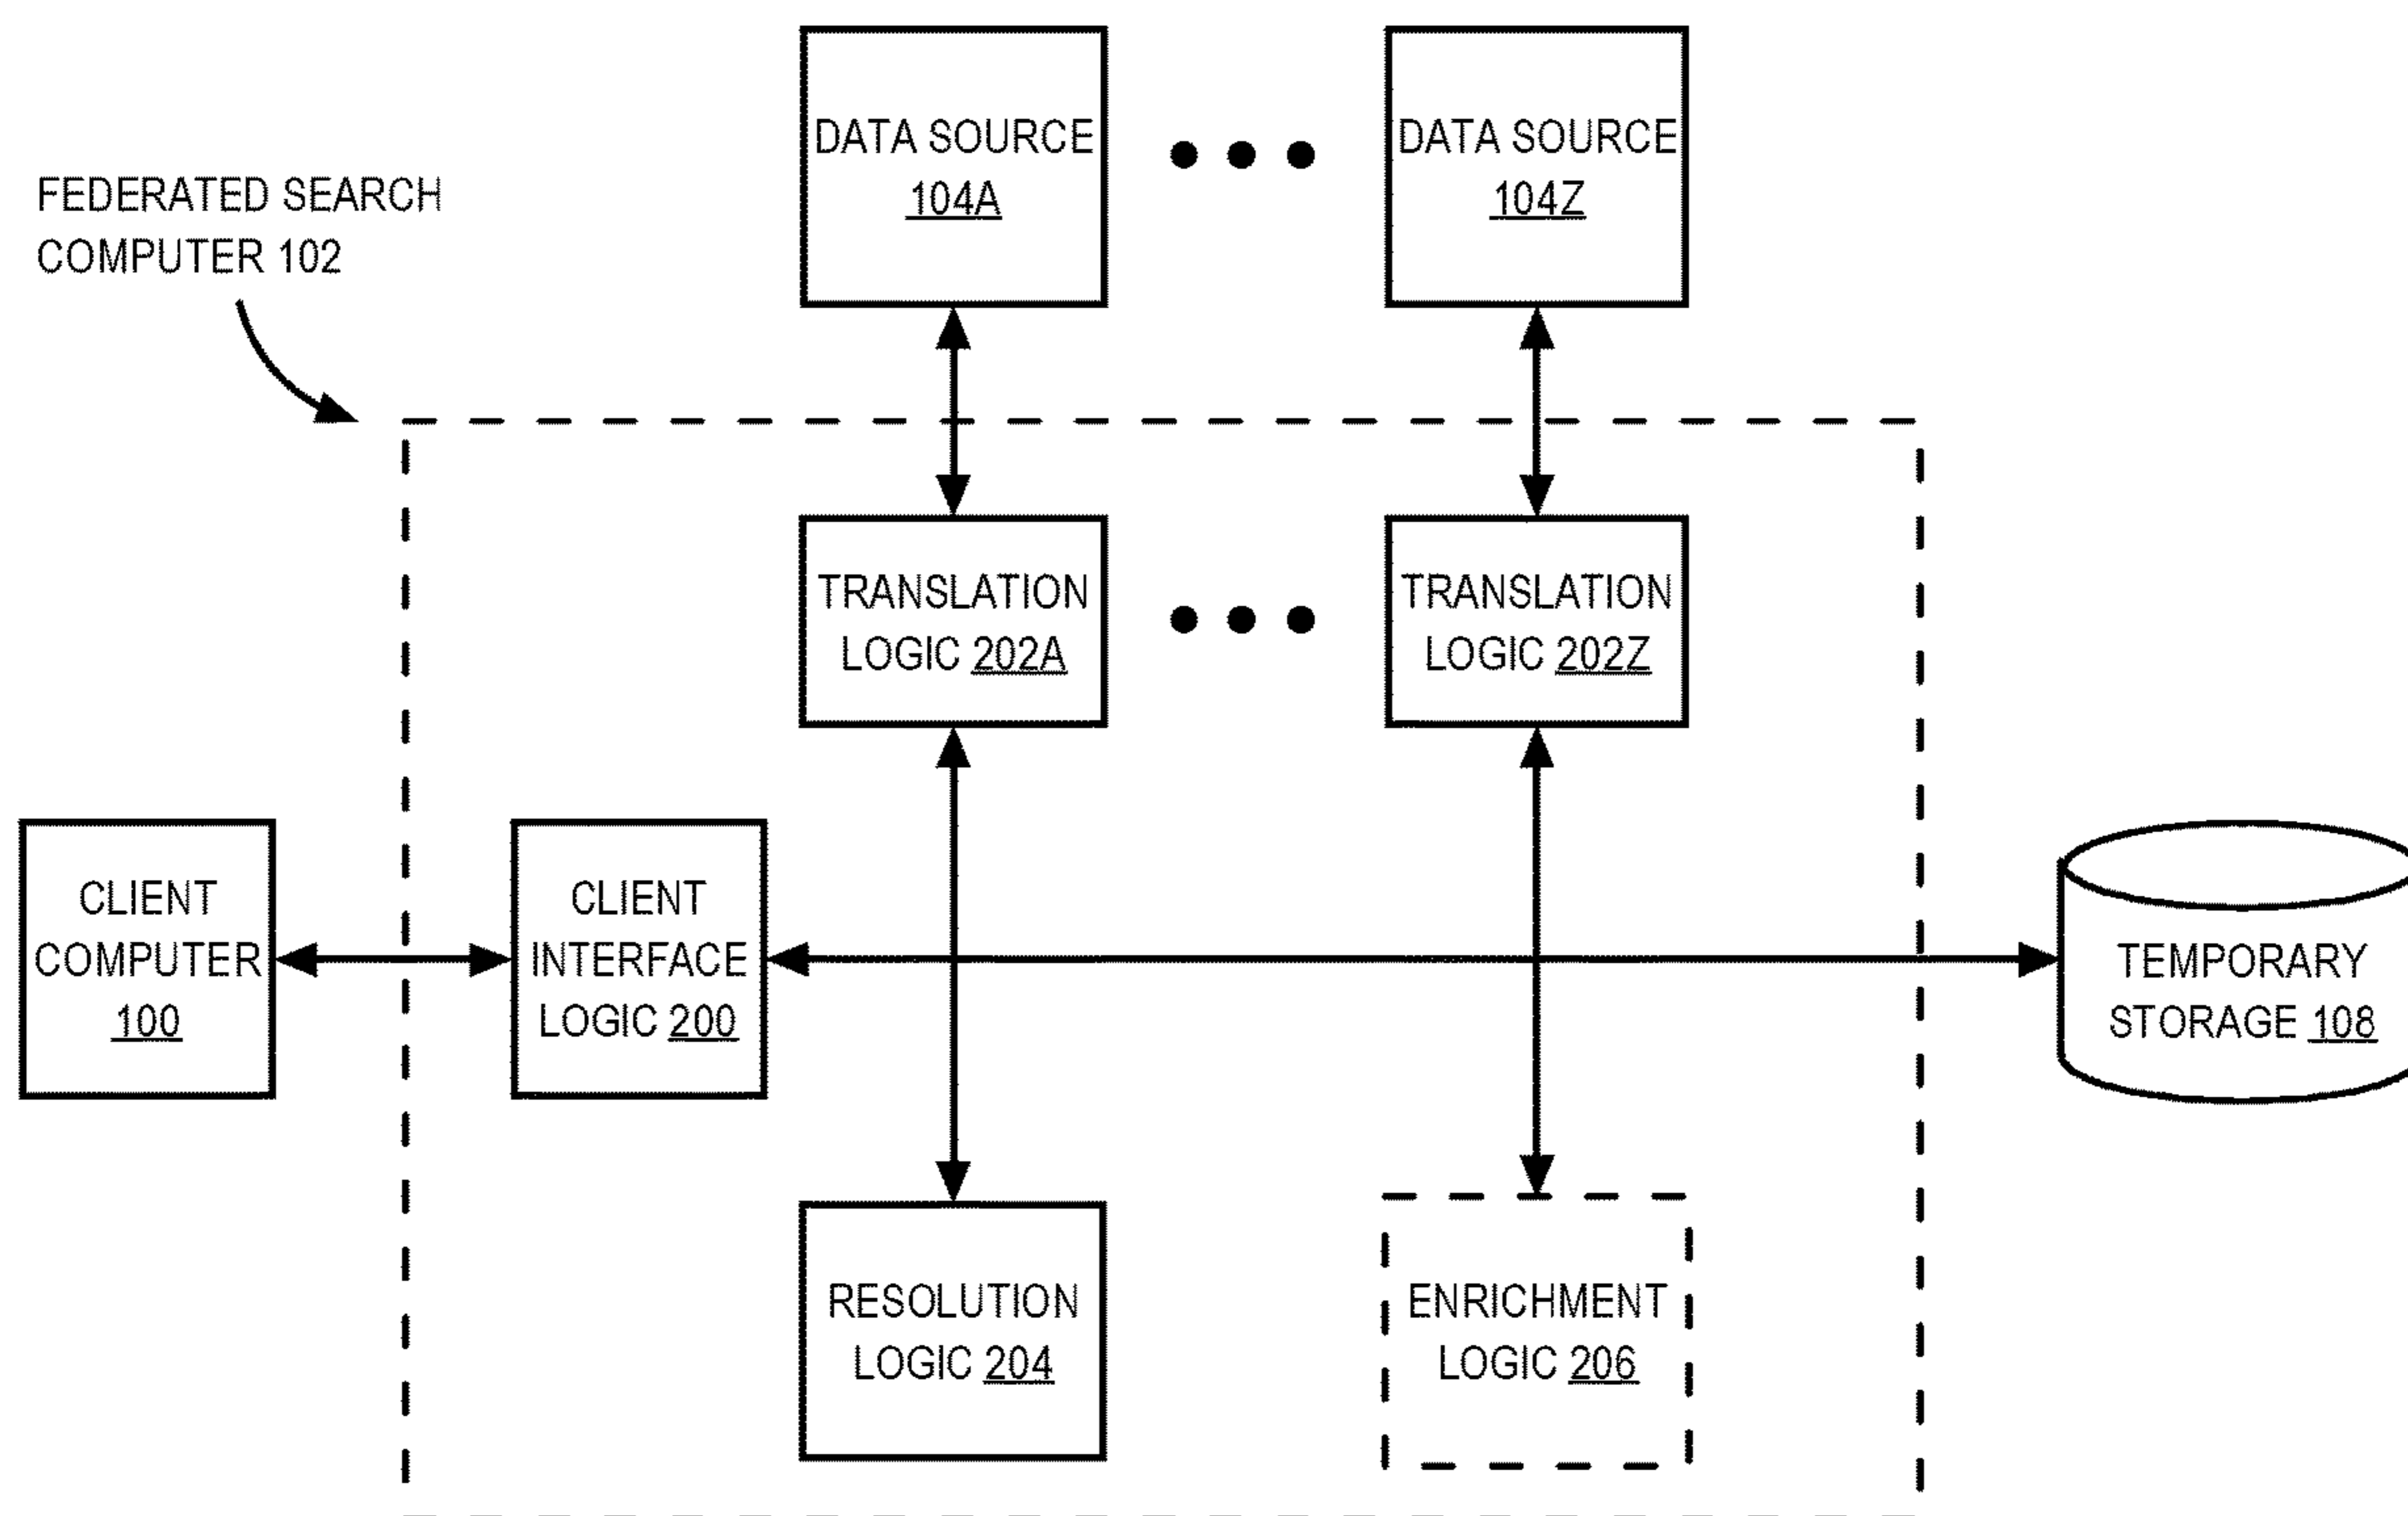 DATA SOURCE
104A
DATA SOURCE
104Z
FEDERATED SEARCH
COMPUTER 102
TRANSLATION
LOGIC 202A
TRANSLATION
LOGIC 202Z
CLIENT
COMPUTER
100
CLIENT
INTERFACE
LOGIC 200
TEMPORARY
STORAGE 108
RESOLUTION
LOGIC 204
ENRICHMENT
LOGIC 206